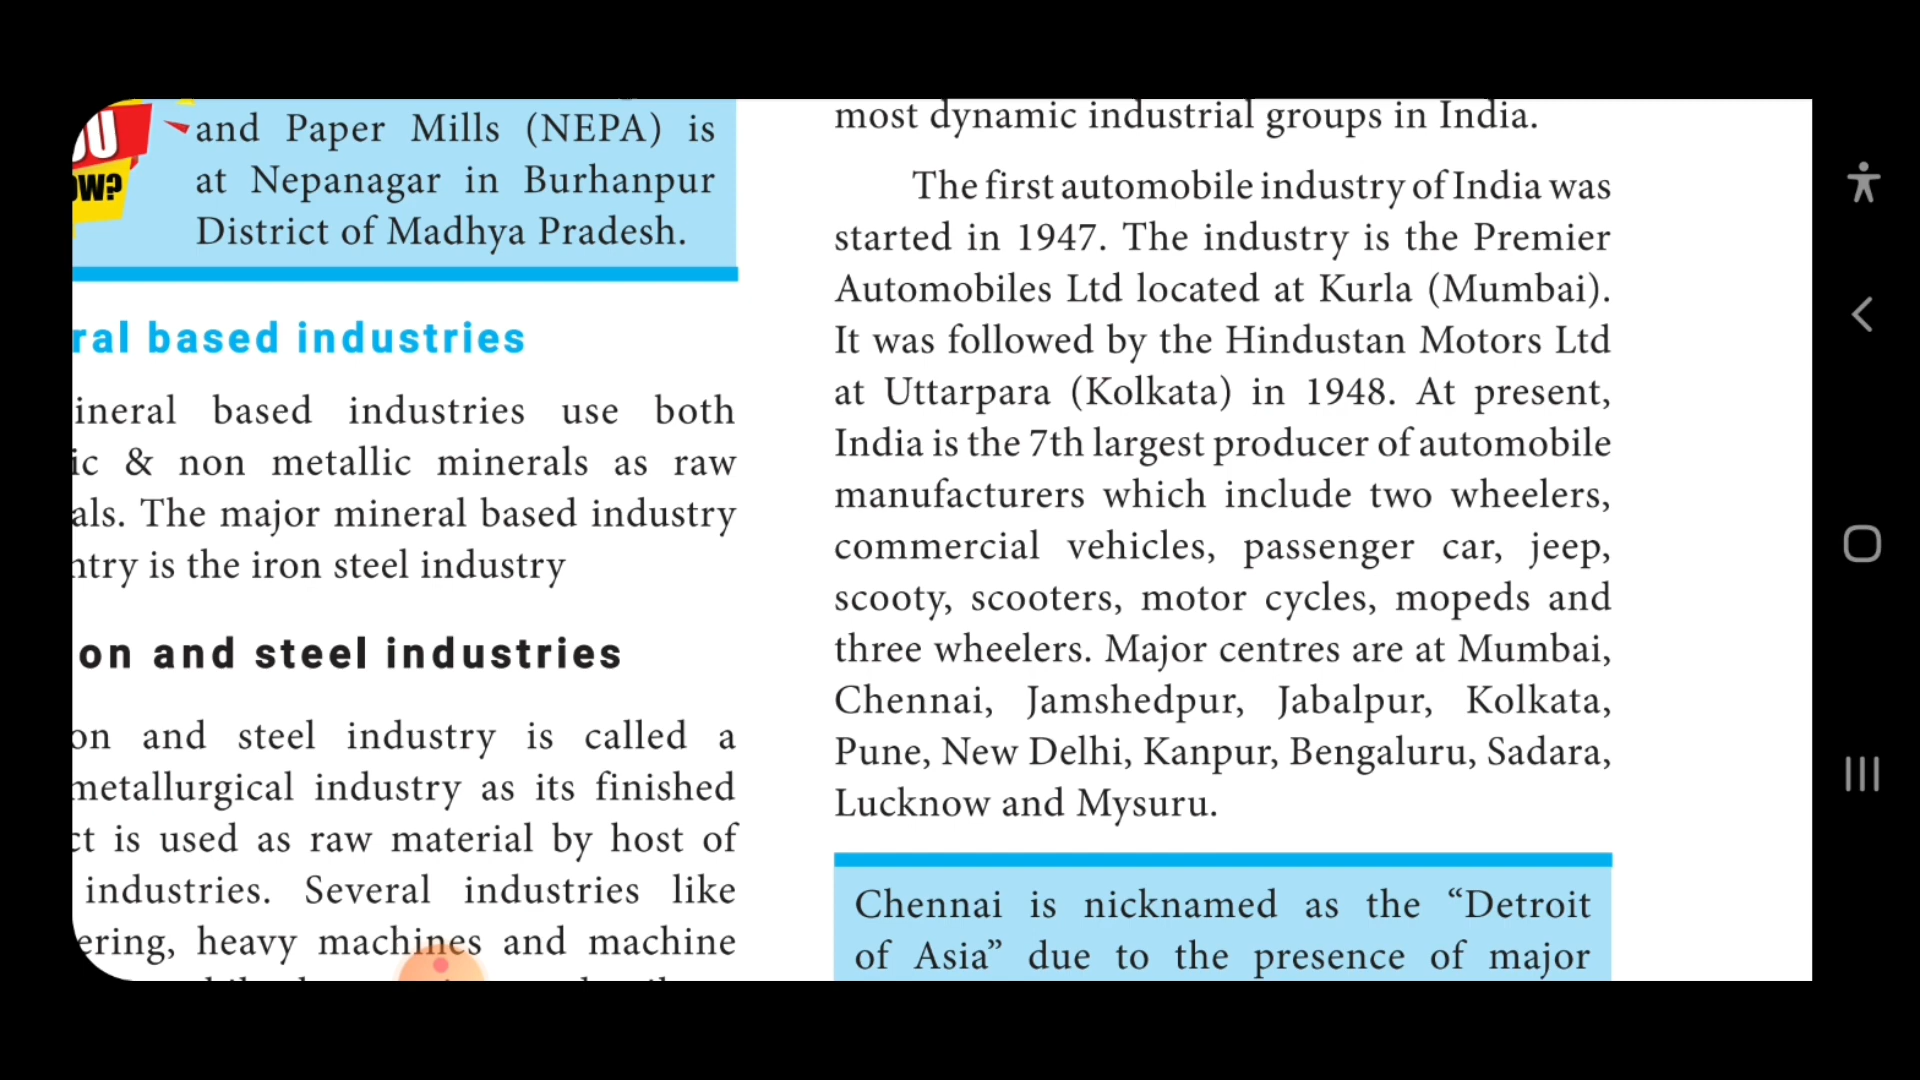 and Paper Mills (NEPA) is
at Nepanagar in Burhanpur
District of Madhya Pradesh.
based industries
based industries use both
& non metallic minerals as raw
The major mineral based industry
is the iron steel industry
and steel industries
and steel industry is called a
metallurgical industry as its finished
is used as raw material by host of
industries. Several industries like
heavy machines and machine
most dynamic industrial groups in India.
The first automobile industry of India was
started in 1947. The industry is the Premier
Automobiles Ltd located at Kurla (Mumbai).
It was followed by the Hindustan Motors Ltd
at Uttarpara (Kolkata) in 1948. At present,
India is the 7th largest producer of automobile
manufacturers which include two wheelers,
commercial vehicles, passenger car, jeep,
scooty, scooters, motor cycles, mopeds and
three wheelers. Major centres are at Mumbai,
Chennai, Jamshedpur, Jabalpur, Kolkata,
Pune, New Delhi, Kanpur, Bengaluru, Sadara,
Lucknow and Mysuru.
Chennai is nicknamed as the “Detroit
of Asia” due to the presence of major